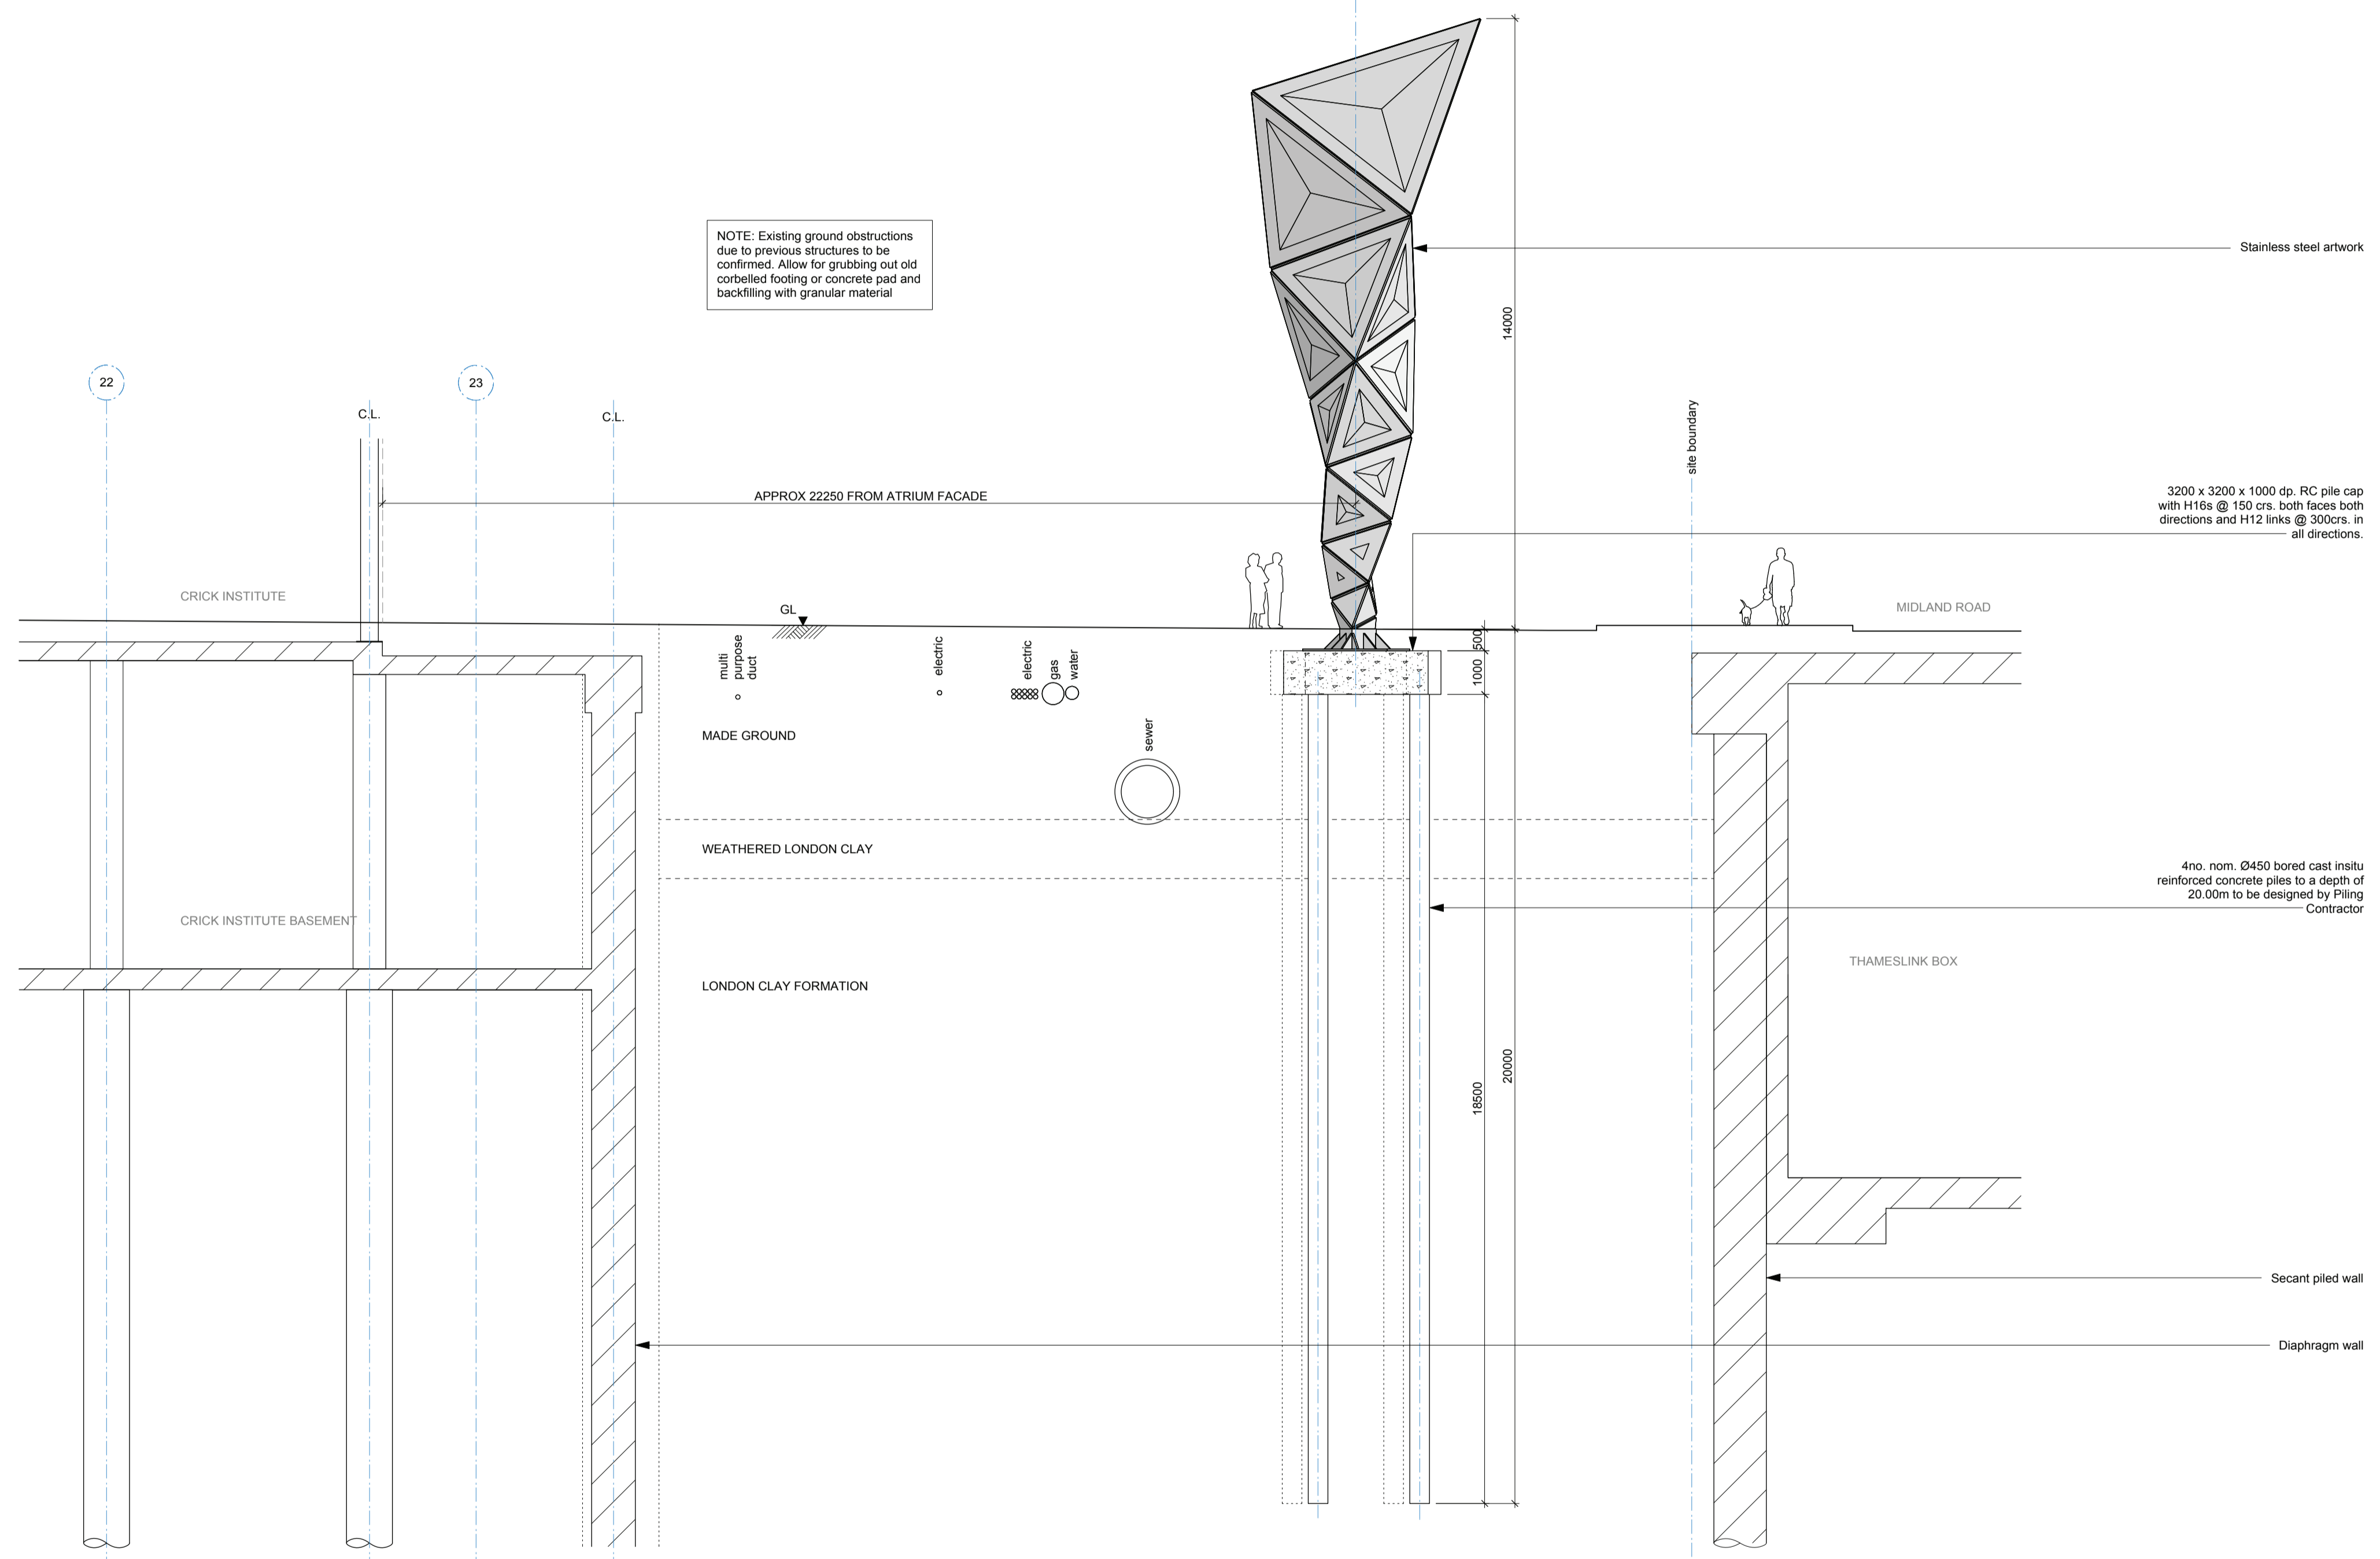 NOTE: Existing ground obstructions
due to previous structures to be
confirmed. Allow for grubbing out old
corbelled footing or concrete pad and
backfilling with granular material
Stainless steel artwork
14000
22
23
C.L.
C.L.
site boundary
APPROX 22250 FROM ATRIUM FACADE
3200 x 3200 x 1000 dp. RC pile cap
with H16s @ 150 crs. both faces both
directions and H12 links @ 300crs. in
all directions.
CRICK INSTITUTE
GL
MIDLAND ROAD
multi
purpose
duct
electric
electric
gas
water
500
1000
MADE GROUND
sewer
WEATHERED LONDON CLAY
4no. nom. Ø450 bored cast insitu
reinforced concrete piles to a depth of
20.00m to be designed by Piling
Contractor
CRICK INSTITUTE BASEMENT
THAMESLINK BOX
LONDON CLAY FORMATION
18500
20000
Secant piled wall
Diaphragm wall